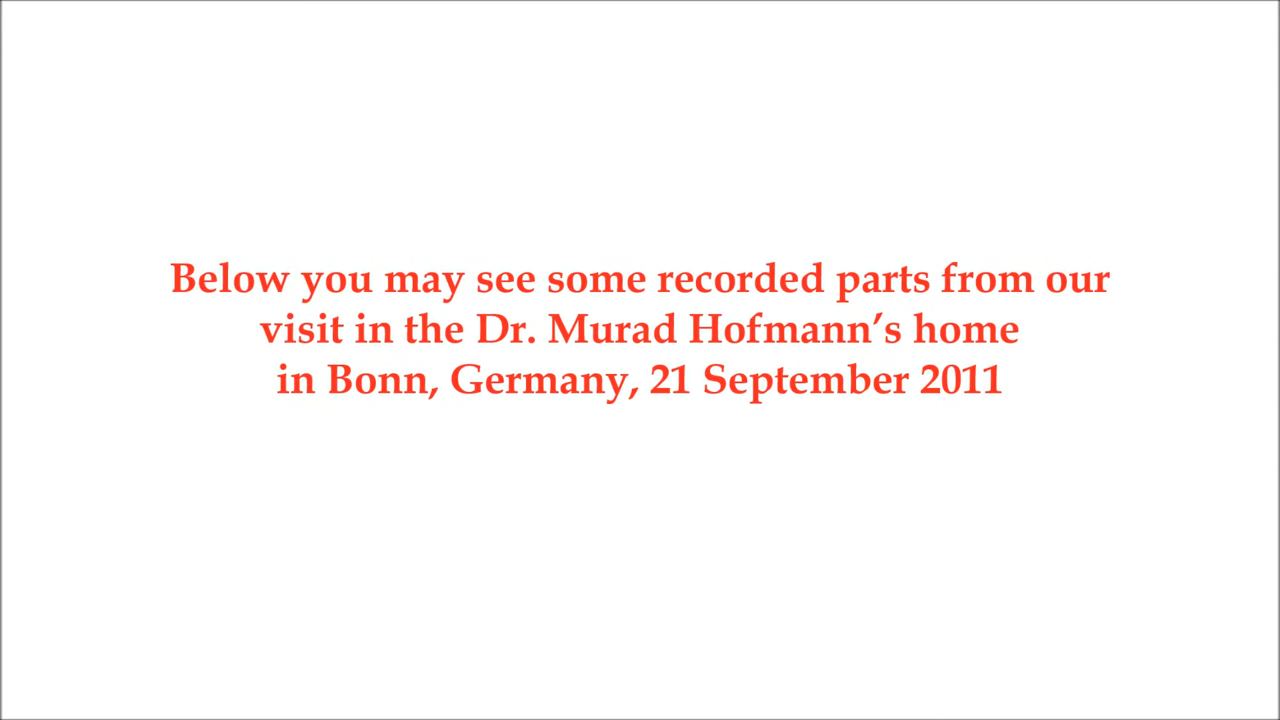 Below you may see some recorded parts from our
visit in the Dr. Murad Hofmann’s home
in Bonn, Germany, 21 September 2011